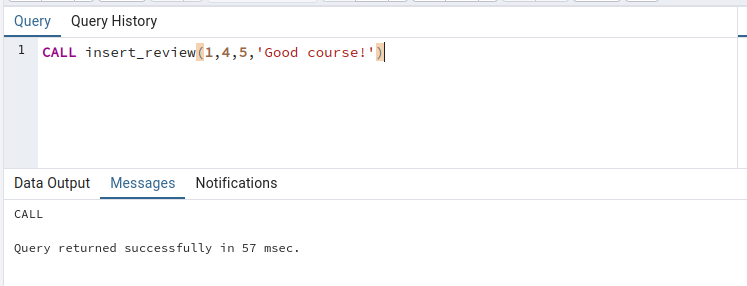 Query Query History
1 CALL insert_review(1,4,5,'Good course!')
Data Output Messages Notifications
CALL
Query returned successfully in 57 msec.